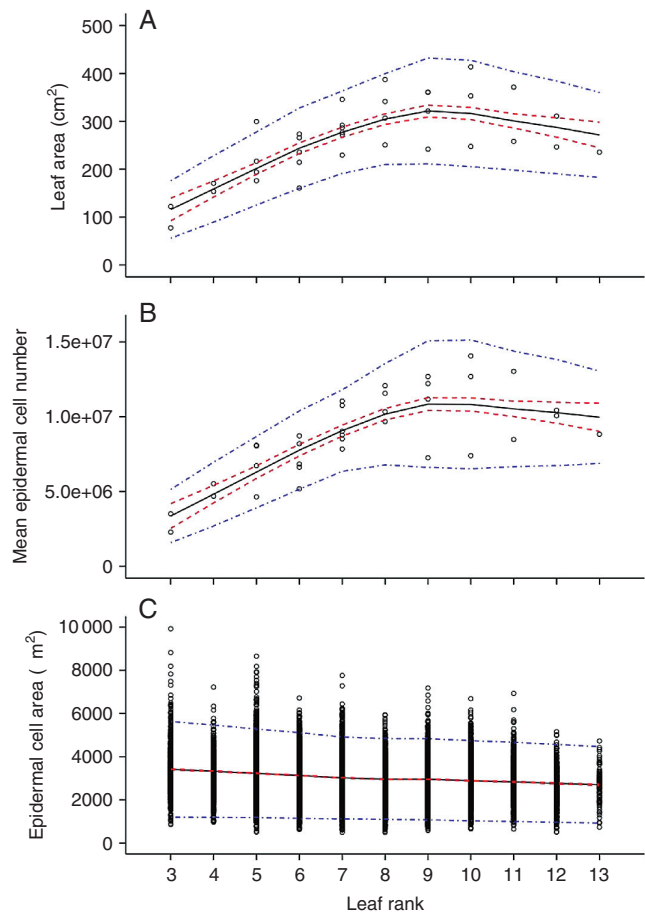 A
500
400
300
200
100
0
Leaf area (cm²)
B
1.5e+07
1.0e+07
5.0e+06
0
Mean epidermal cell number
C
10 000
8000
6000
4000
2000
0
Epidermal cell area ( m²)
3 4 5 6 7 8 9 10 11 12 13
Leaf rank